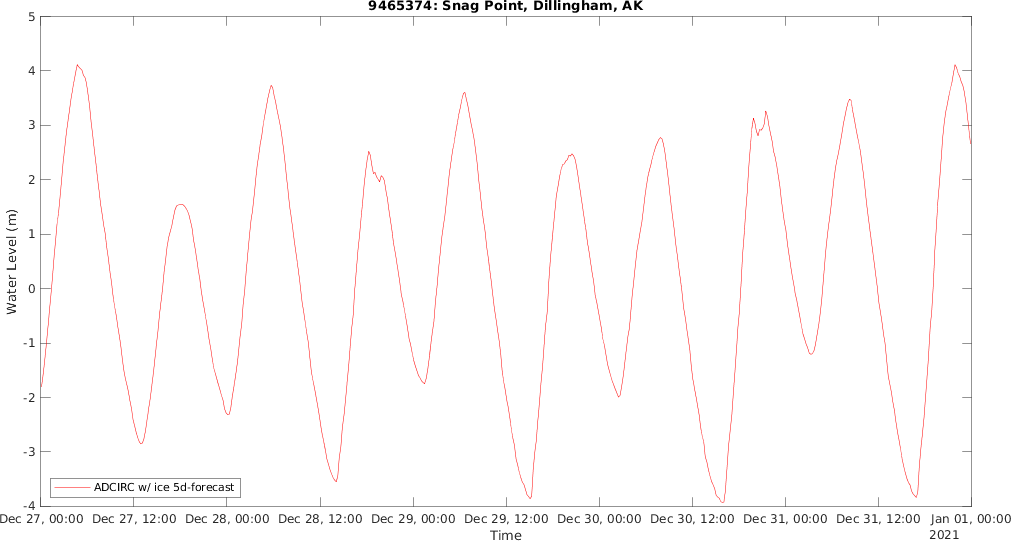 9465374: Snag Point, Dillingham, AK
5
4
3
2
1
0
-1
-2
-3
-4
Water Level (m)
ADCIRC w/ ice 5d-forecast
Dec 27, 00:00 Dec 27, 12:00 Dec 28, 00:00 Dec 28, 12:00 Dec 29, 00:00 Dec 29, 12:00 Dec 30, 00:00 Dec 30, 12:00 Dec 31, 00:00 Dec 31, 12:00 Jan 01, 00:00
Time
2021